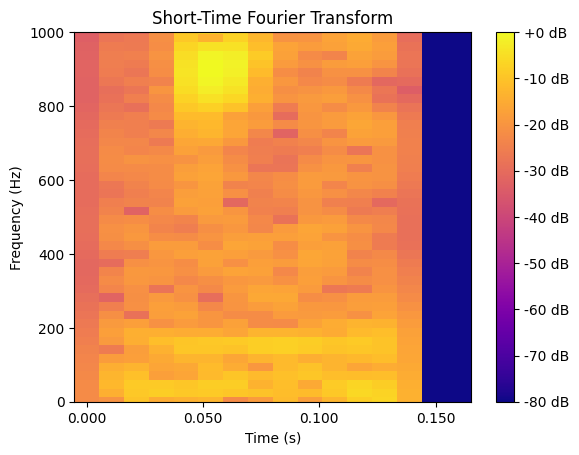 Short-Time Fourier Transform
Frequency (Hz)
1000
800
600
400
200
0
0.000
0.050
0.100
0.150
Time (s)
+0 dB
-10 dB
-20 dB
-30 dB
-40 dB
-50 dB
-60 dB
-70 dB
-80 dB